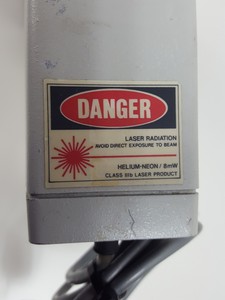 DANGER
LASER RADIATION
AVOID DIRECT EXPOSURE TO BEAM
HELIUM-NEON / 8mW
CLASS IIIb LASER PRODUCT